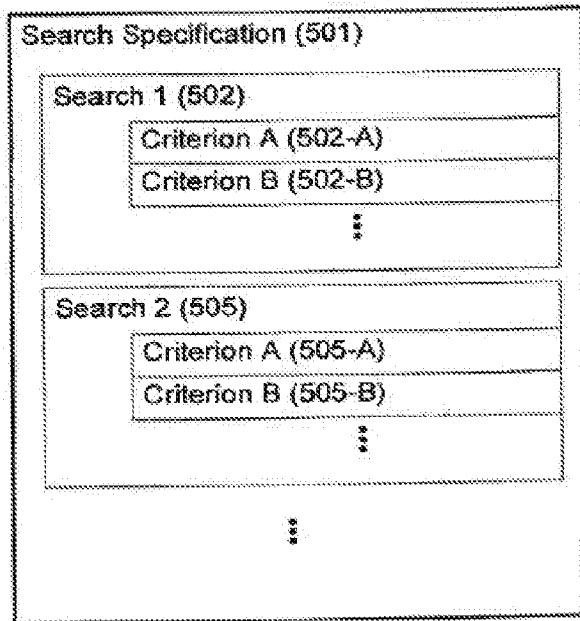 Search Specification (501)
Search 1 (502)
Criterion A (502-A)
Criterion B (502-B)
Search 2 (505)
Criterion A (505-A)
Criterion B (505-B)